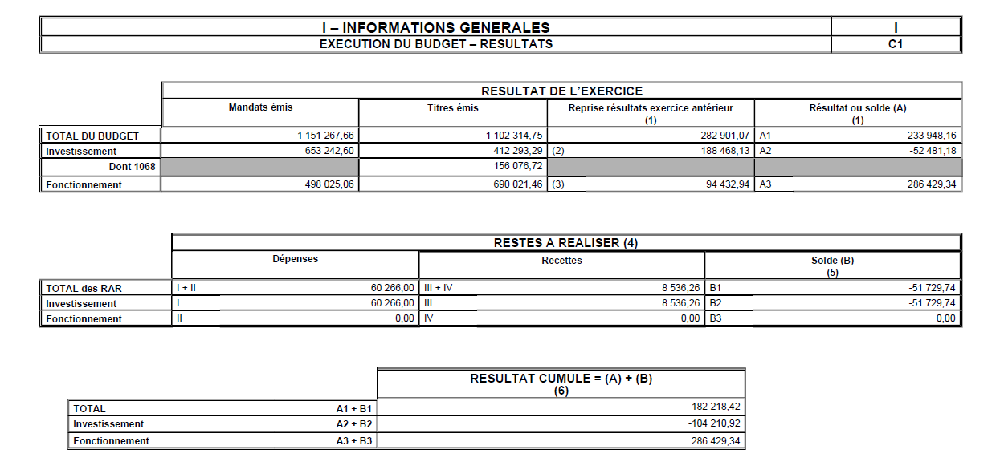 I – INFORMATIONS GENERALES I
EXECUTION DU BUDGET – RESULTATS C1
RESULTAT DE L'EXERCICE
Mandats émis Titres émis Reprise résultats exercice antérieur Résultat ou solde (A)
(1) (1)
TOTAL DU BUDGET 1 151 267,66 1 102 314,75 282 901,07 A1 233 948,16
Investissement 653 242,60 412 293,29 (2) 188 468,13 A2 -52 481,18
Dont 1068 156 076,72
Fonctionnement 498 025,06 690 021,46 (3) 94 432,94 A3 286 429,34
RESTES A REALISER (4)
Dépenses Recettes Solde (B)
(5)
TOTAL des RAR I + II 60 266,00 III + IV 8 536,26 B1 -51 729,74
Investissement I 60 266,00 III 8 536,26 B2 -51 729,74
Fonctionnement II 0,00 IV 0,00 B3 0,00
RESULTAT CUMULE = (A) + (B)
(6)
TOTAL A1 + B1 182 218,42
Investissement A2 + B2 -104 210,92
Fonctionnement A3 + B3 286 429,34